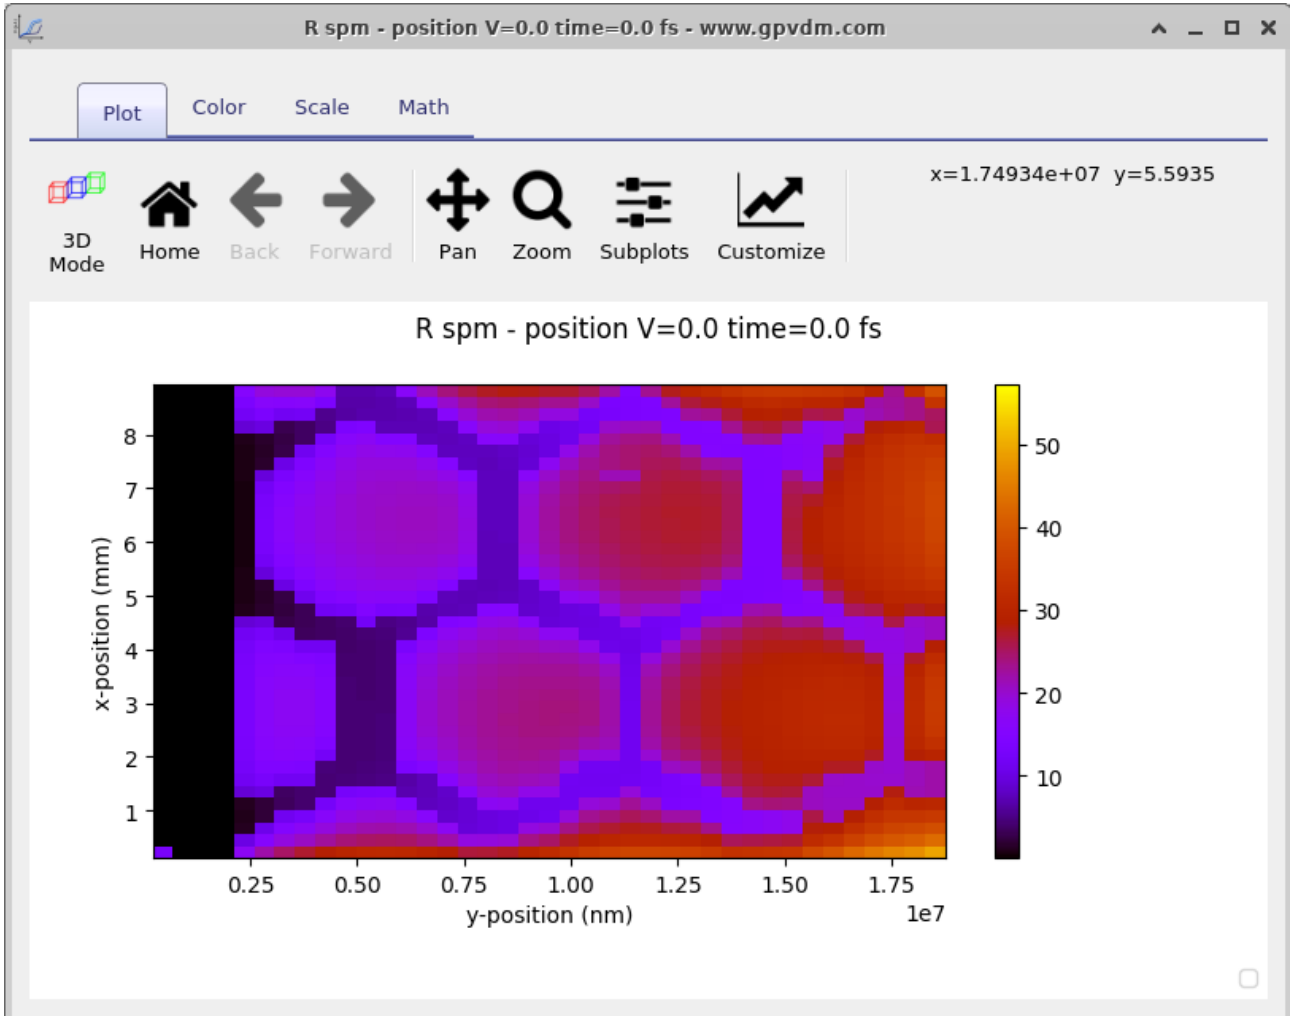 R spm - position V=0.0 time=0.0 fs - www.gpvdm.com
Plot Color Scale Math
x=1.74934e+07 y=5.5935
3D Mode Home Back Forward Pan Zoom Subplots Customize
R spm - position V=0.0 time=0.0 fs
8
7
6
5
4
3
2
1
x-position (mm)
50
40
30
20
10
0.25 0.50 0.75 1.00 1.25 1.50 1.75
y-position (nm)
1e7